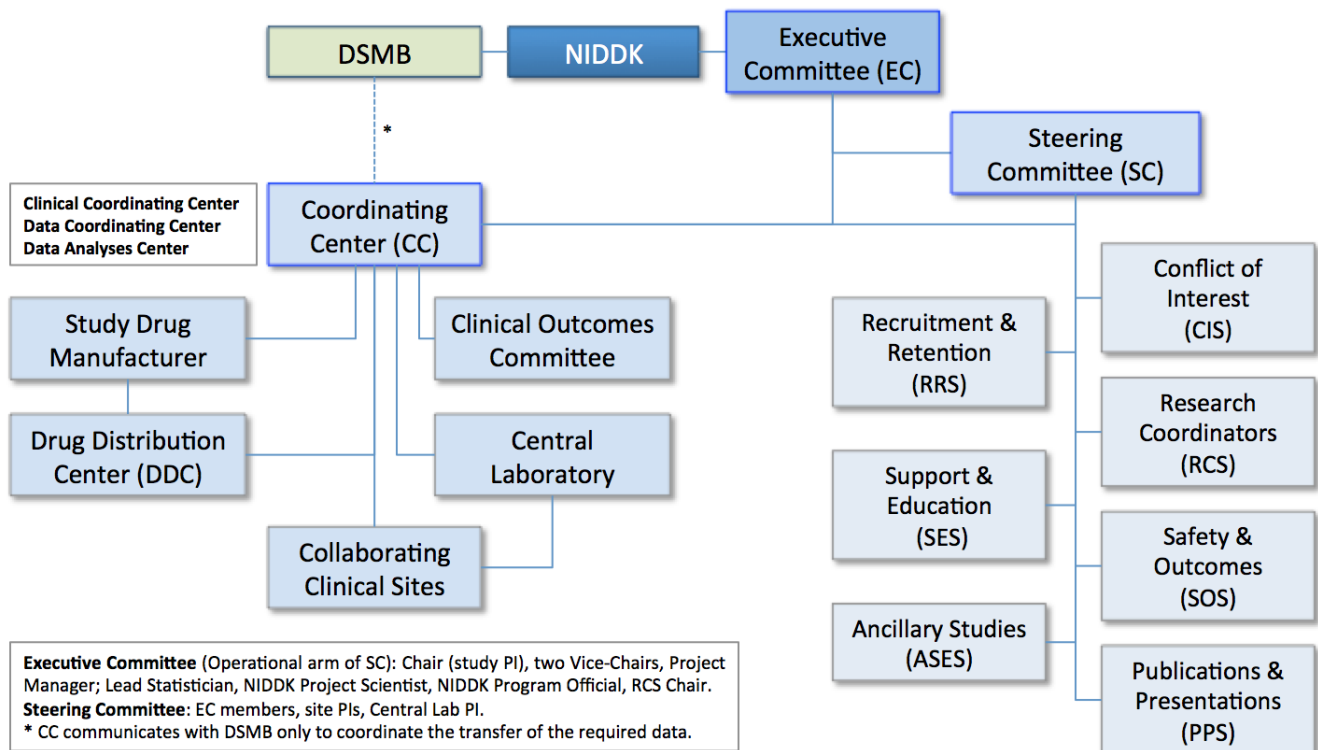 DSMB
NIDDK
Executive
Committee (EC)
*
Steering
Committee (SC)
Clinical Coordinating Center
Data Coordinating Center
Data Analyses Center
Coordinating
Center (CC)
Study Drug
Manufacturer
Clinical Outcomes
Committee
Drug Distribution
Center (DDC)
Central
Laboratory
Collaborating
Clinical Sites
Recruitment &
Retention
(RRS)
Conflict of
Interest
(CIS)
Research
Coordinators
(RCS)
Support &
Education
(SES)
Safety &
Outcomes
(SOS)
Ancillary Studies
(ASES)
Publications &
Presentations
(PPS)
Executive Committee (Operational arm of SC): Chair (study PI), two Vice-Chairs, Project
Manager; Lead Statistician, NIDDK Project Scientist, NIDDK Program Official, RCS Chair.
Steering Committee: EC members, site PIs, Central Lab PI.
* CC communicates with DSMB only to coordinate the transfer of the required data.